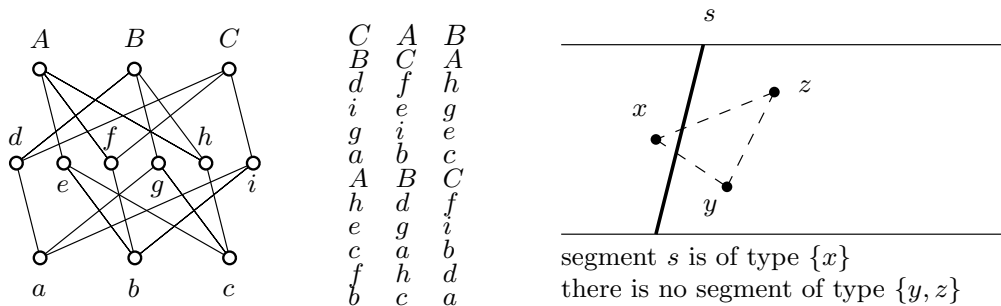 A B C
d f h
e g i
a b c
C A B
B C A
d f h
i e g
g i e
a b c
A B C
h d f
e g i
c a b
f h d
b c a
s
x z
y
segment s is of type {x}
there is no segment of type {y, z}